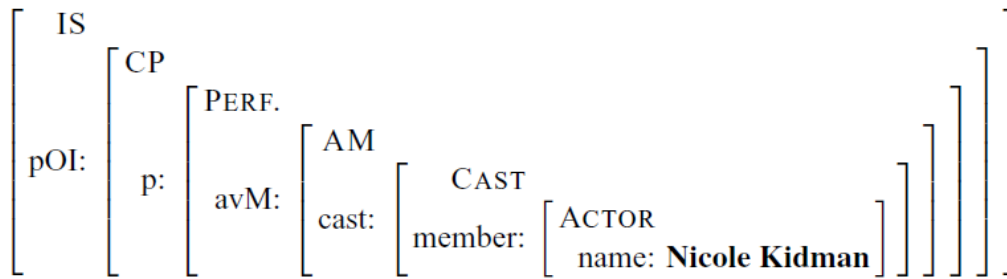 IS
CP
PERF.
AM
CAST
ACTOR
pOI: p: avM: cast: member: name: Nicole Kidman